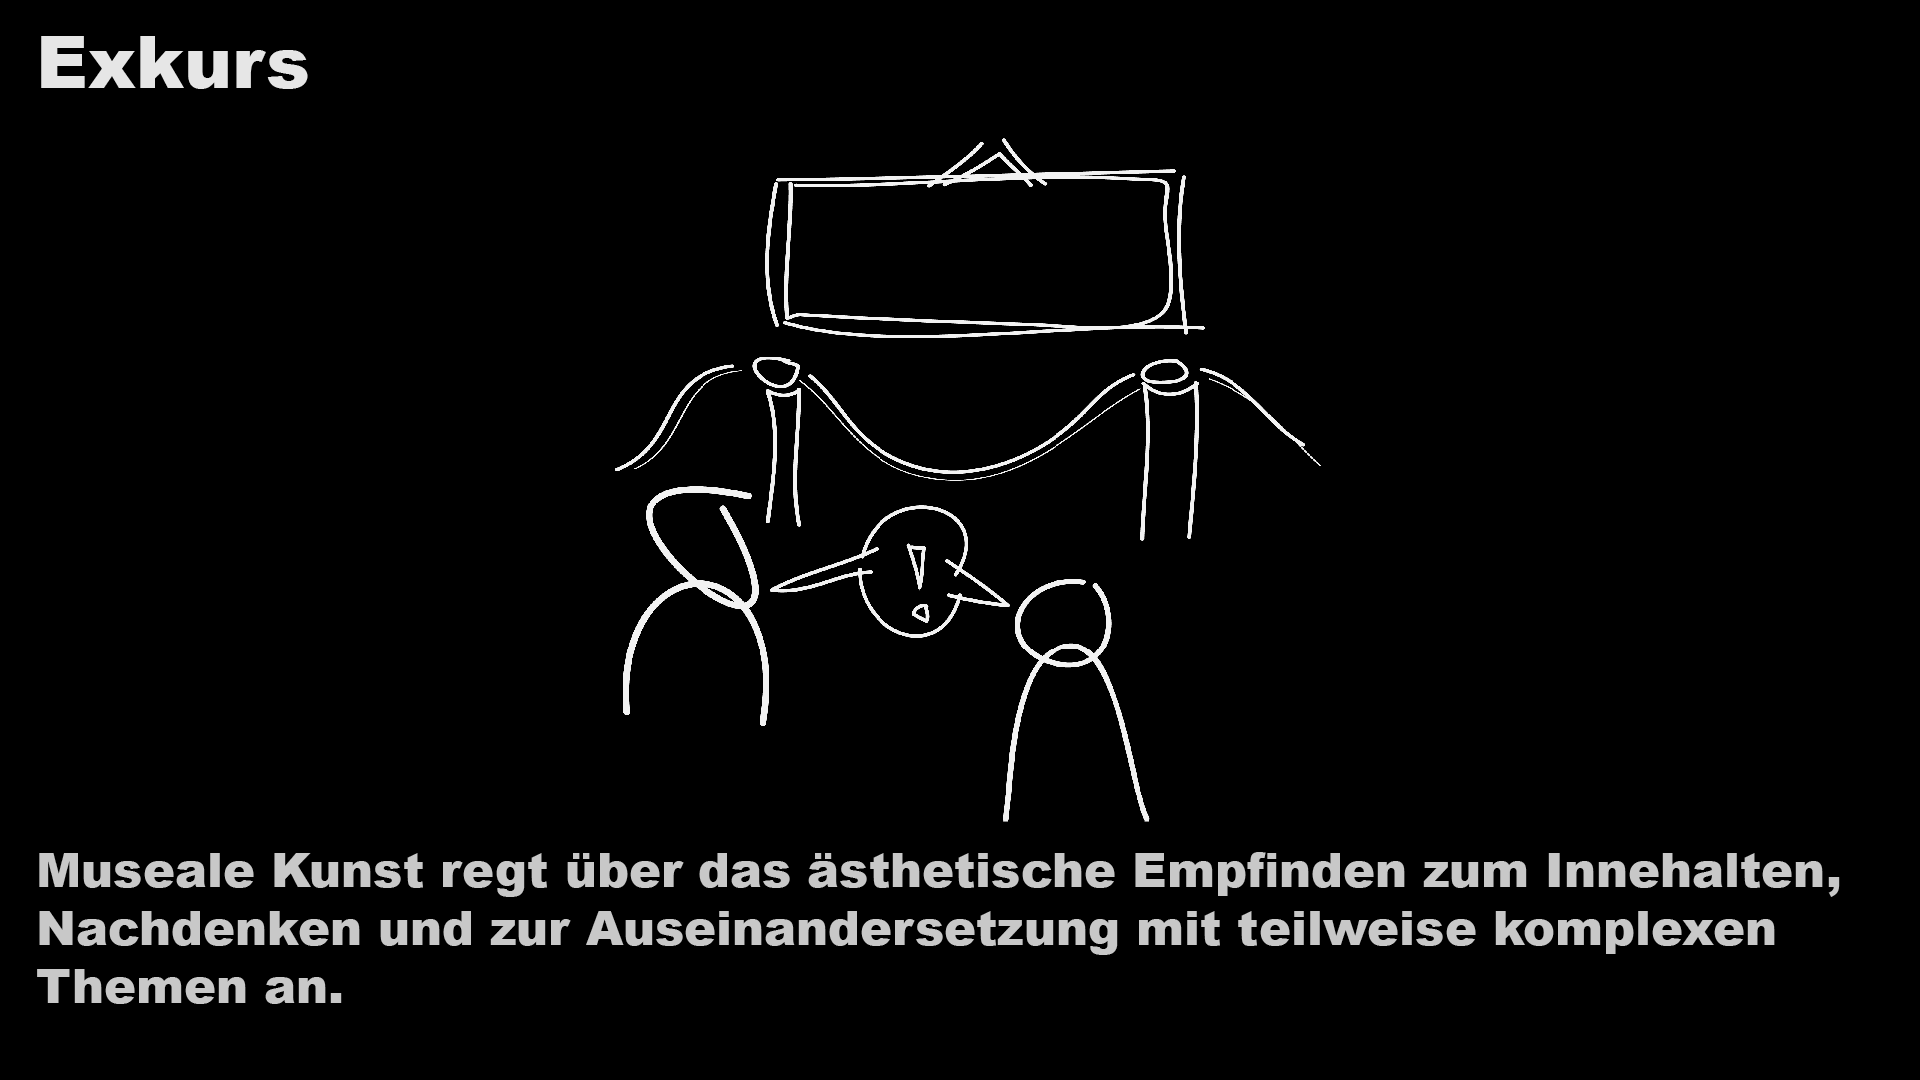 Exkurs
!
Museale Kunst regt über das ästhetische Empfinden zum Innehalten,
Nachdenken und zur Auseinandersetzung mit teilweise komplexen
Themen an.